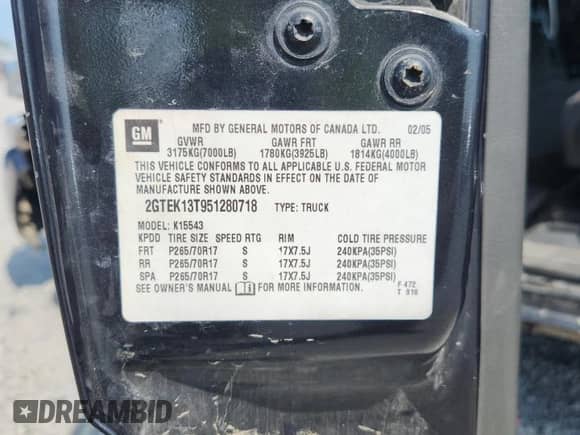 GM
MFD BY GENERAL MOTORS OF CANADA LTD. 02/05
GVWR GAWR FRT GAWR RR
3175KG(7000LB) 1780KG(3925LB) 1814KG(4000LB)
THIS VEHICLE CONFORMS TO ALL APPLICABLE U.S. FEDERAL MOTOR
VEHICLE SAFETY STANDARDS IN EFFECT ON THE DATE OF
MANUFACTURE SHOWN ABOVE.
2GTEK13T951280718 TYPE: TRUCK
MODEL: K15543
KPDD TIRE SIZE SPEED RTG RIM COLD TIRE PRESSURE
FRT P265/70R17 S 17X7.5J 240KPA(35PSI)
RR P265/70R17 S 17X7.5J 240KPA(35PSI)
SPA P265/70R17 S 17X7.5J 240KPA(35PSI)
SEE OWNER'S MANUAL FOR MORE INFORMATION.
F 472
T 916
DREAMBID